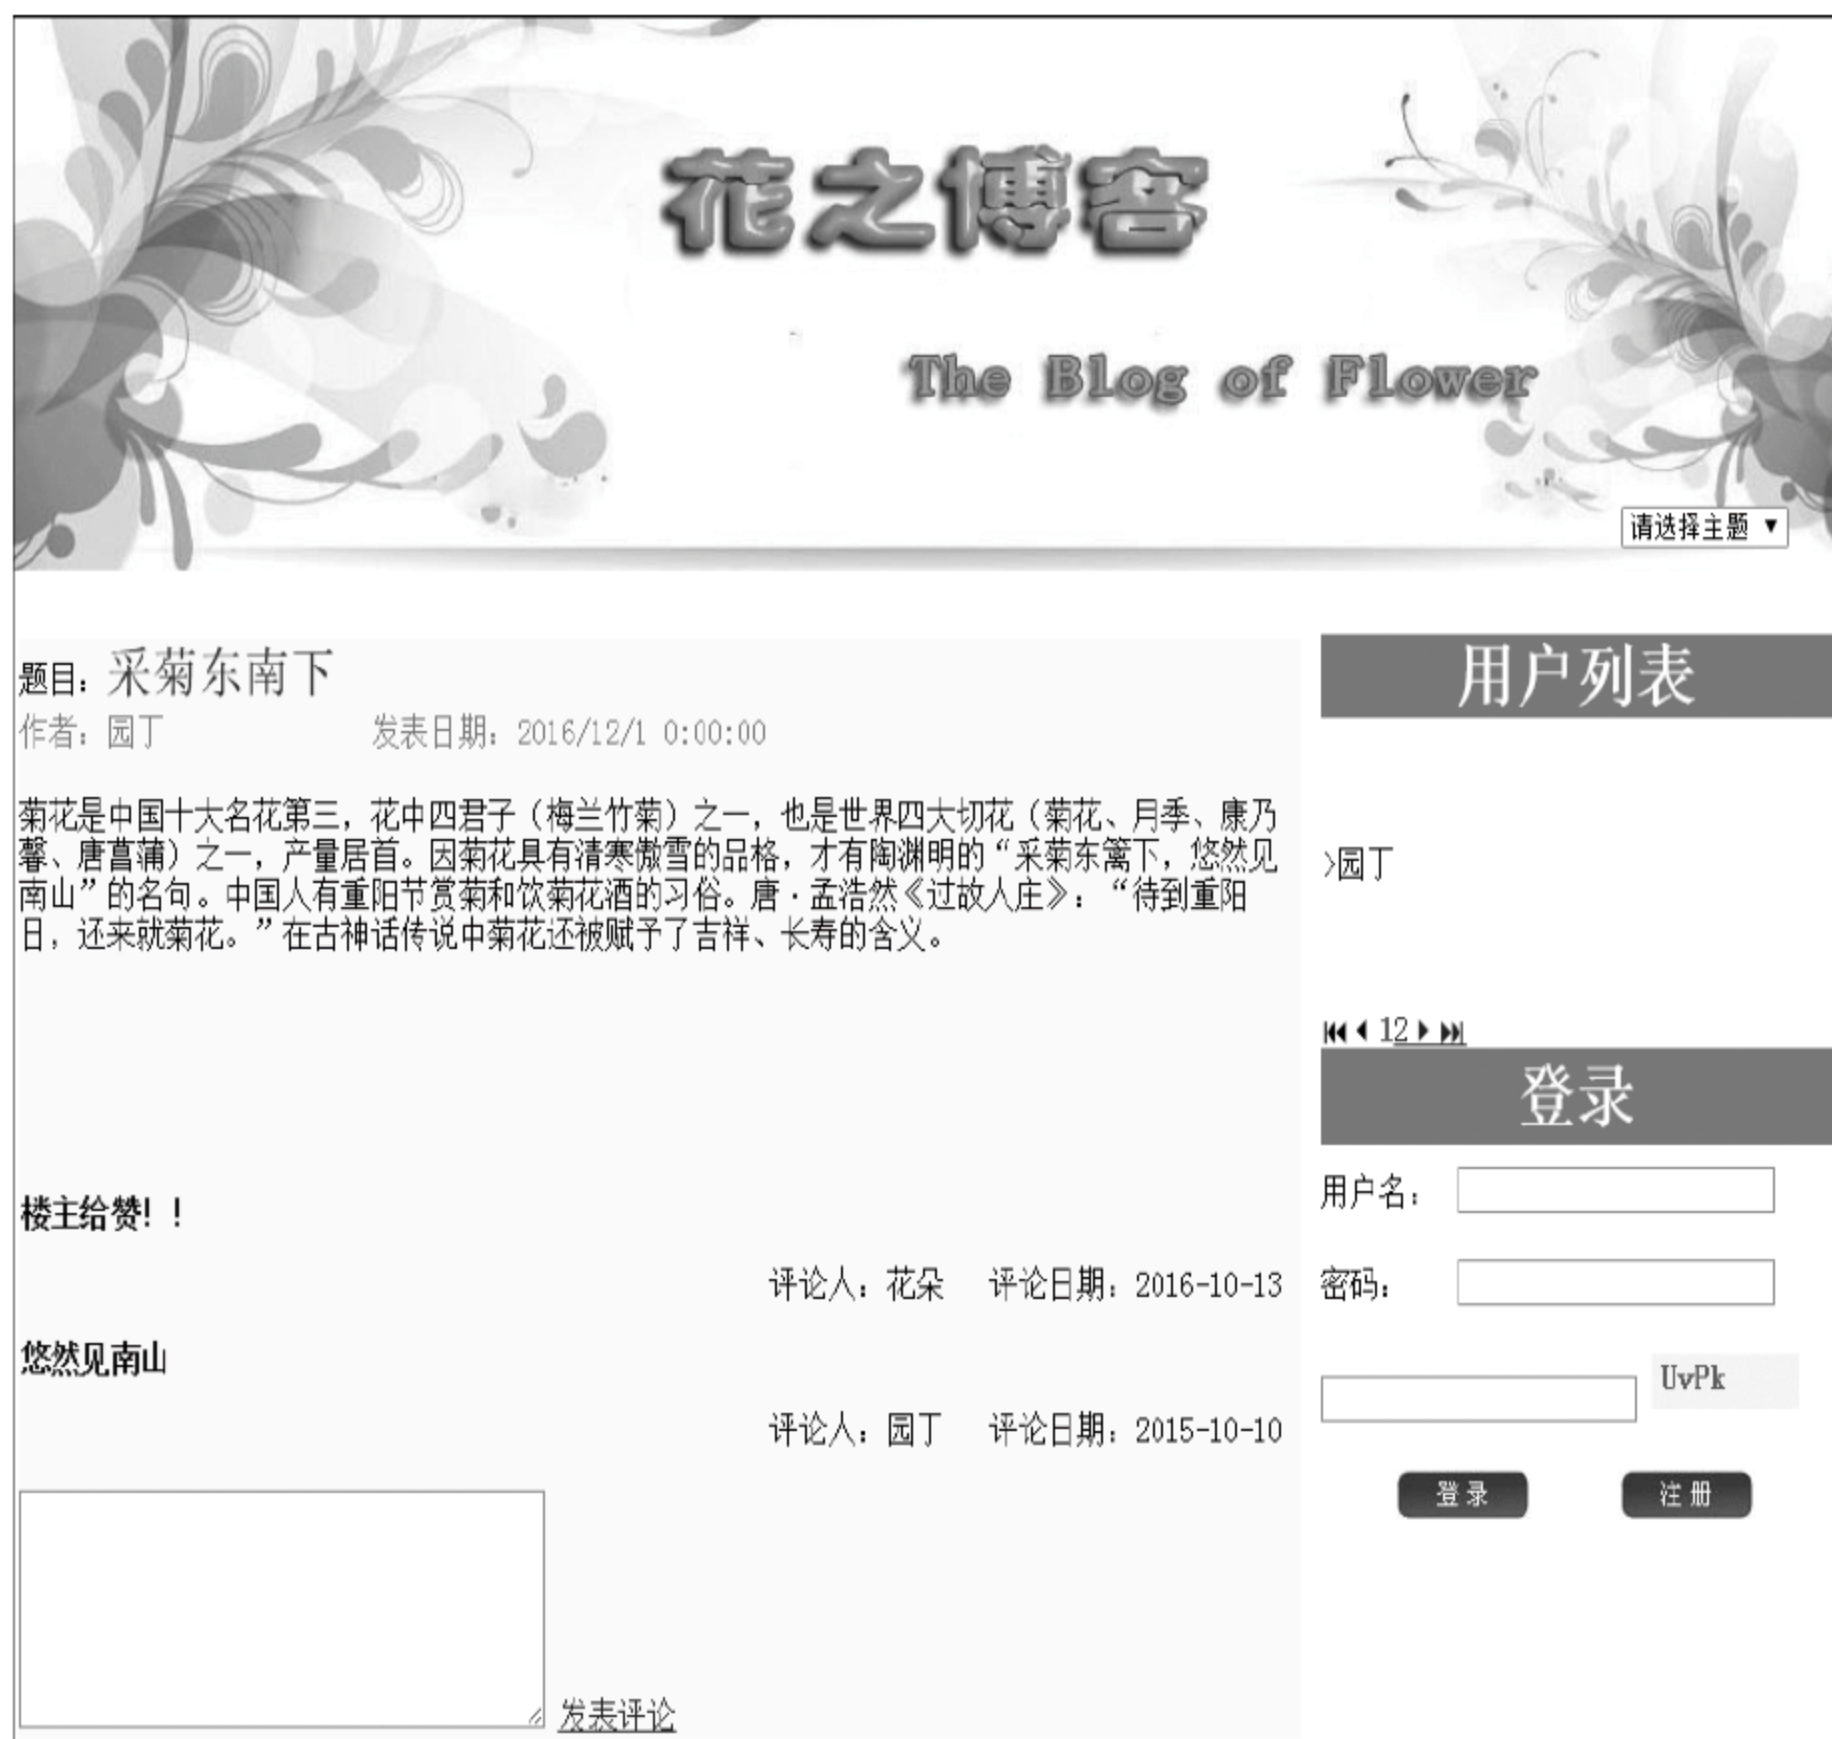 花之博客
The Blog of Flower
请选择主题
题目：采菊东南下
作者：园丁 发表日期：2016/12/1 0:00:00
菊花是中国十大名花第三，花中四君子（梅兰竹菊）之一，也是世界四大切花（菊花、月季、康乃
馨、唐菖蒲）之一，产量居首。因菊花具有清寒傲雪的品格，才有陶渊明的“采菊东篱下，悠然见
南山”的名句。中国人有重阳节赏菊和饮菊花酒的习俗。唐·孟浩然《过故人庄》：“待到重阳
日，还来就菊花。”在古神话传说中菊花还被赋予了吉祥、长寿的含义。
楼主给赞！！
评论人：花朵 评论日期：2016-10-13
悠然见南山
评论人：园丁 评论日期：2015-10-10
发表评论
用户列表
>园丁
12
登录
用户名：
密码：
UvPk
登录 注册